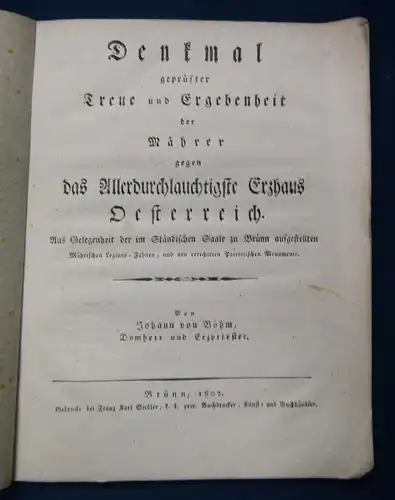 Denkmal
geprüfter
Treue und Ergebenheit
der
Mährer
gegen
das Allerdurchlauchtigste Erzhaus
Oesterreich.
Aus Gelegenheit der im Ständischen Saale zu Brünn aufgestellten
Mährischen Legions-Fahnen, und neu errichteten Patriotischen Monumente.
Von
Johann von Böhm,
Domherr und Erzpriester.
Brünn, 1802.
Gedruckt bei Franz Karl Siedler, k. k. priv. Buchdrucker, Kunst- und Buchhändler.